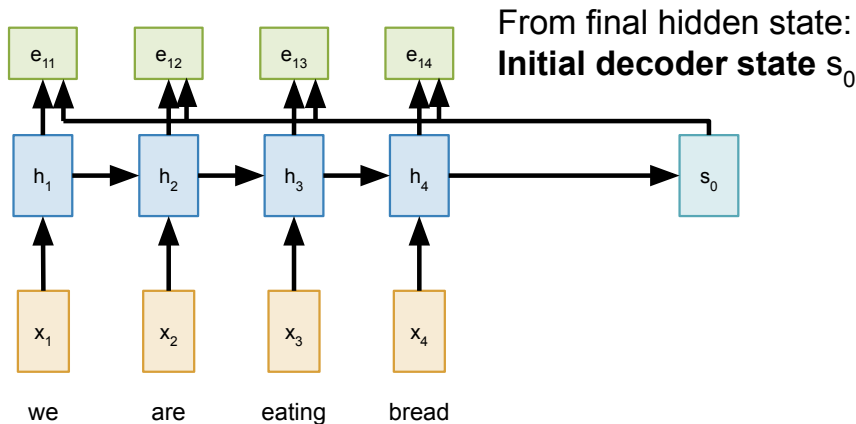 From final hidden state:
Initial decoder state s₀
e₁₁ e₁₂ e₁₃ e₁₄
h₁ h₂ h₃ h₄ s₀
x₁ x₂ x₃ x₄
we are eating bread